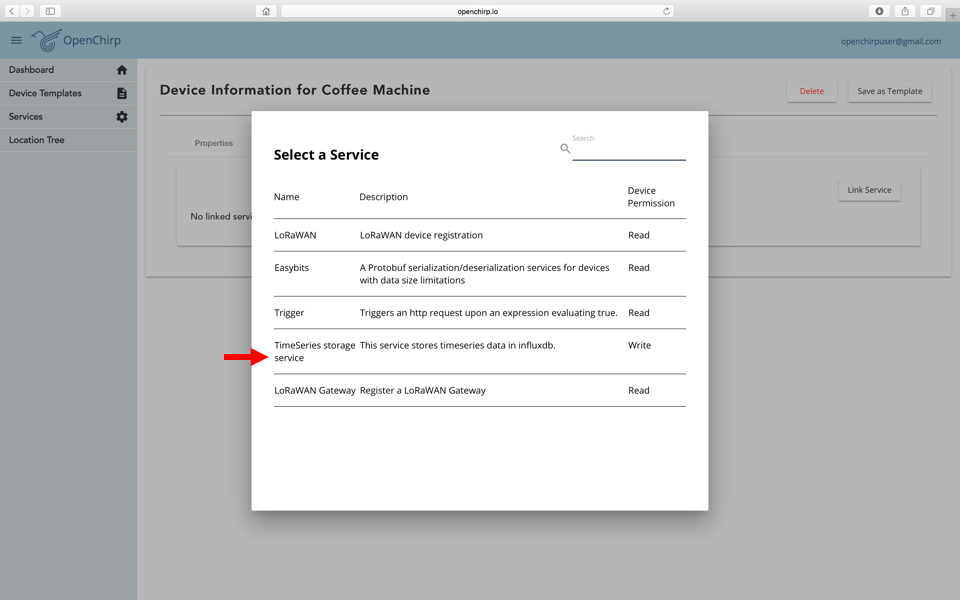 openchirp.io
OpenChirp
openchirpuser@gmail.com
Dashboard
Device Templates
Services
Location Tree
Device Information for Coffee Machine
Delete
Save as Template
Properties
Link Service
No linked servi
Select a Service
Search
Name
Description
Device
Permission
LoRaWAN
LoRaWAN device registration
Read
Easybits
A Protobuf serialization/deserialization services for devices
with data size limitations
Read
Trigger
Triggers an http request upon an expression evaluating true.
Read
TimeSeries storage
service
This service stores timeseries data in influxdb.
Write
LoRaWAN Gateway
Register a LoRaWAN Gateway
Read